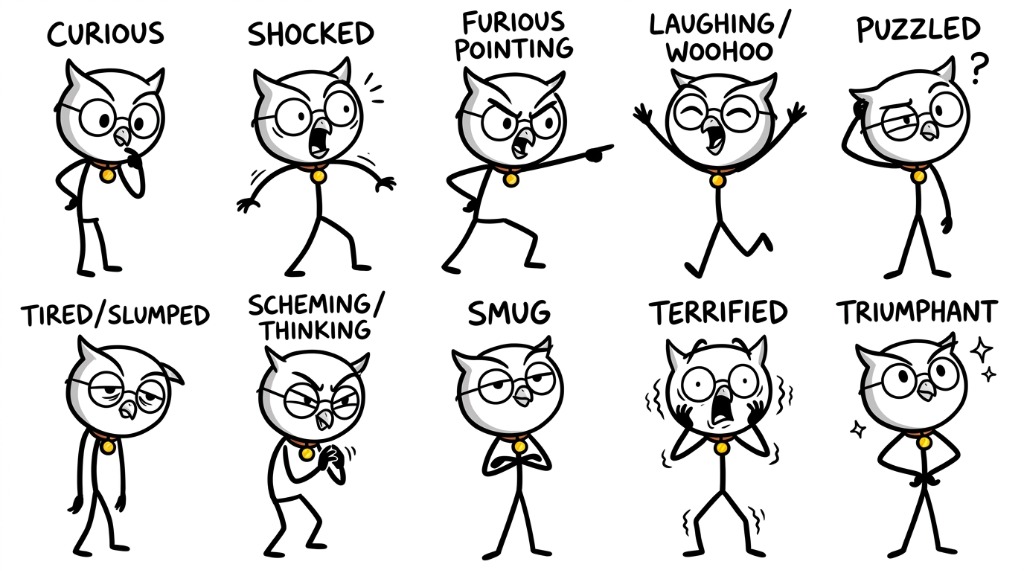 CURIOUS
SHOCKED
FURIOUS
POINTING
LAUGHING/
WOOHOO
PUZZLED
?
TIRED/SLUMPED
SCHEMING/
THINKING
SMUG
TERRIFIED
TRIUMPHANT